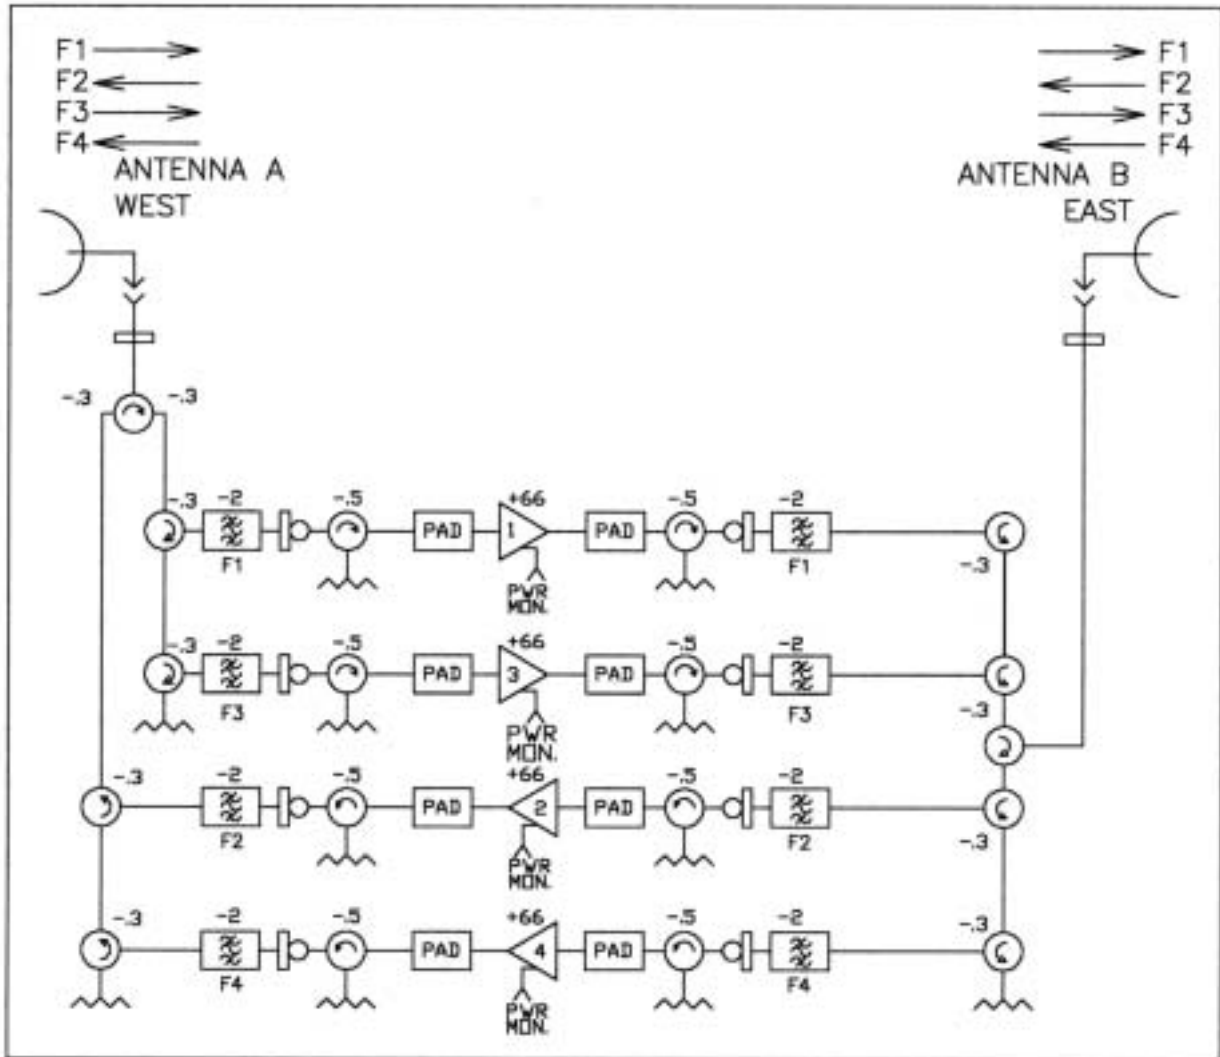 F1 F1
F2 F2
F3 F3
F4 F4
ANTENNA A ANTENNA B
WEST EAST
-.3 -.3
-.3 -2 -.5 +66 -.5 -2
PAD 1 PAD
F1 PWR MON. F1 -.3
-.3 -2 -.5 +66 -.5 -2
PAD 3 PAD
F3 PWR MON. F3 -.3
-.3 -2 -.5 +66 -.5 -2
PAD 2 PAD
F2 PWR MON. F2 -.3
-.3 -2 -.5 +66 -.5 -2 -.3
PAD 4 PAD
F4 PWR MON. F4